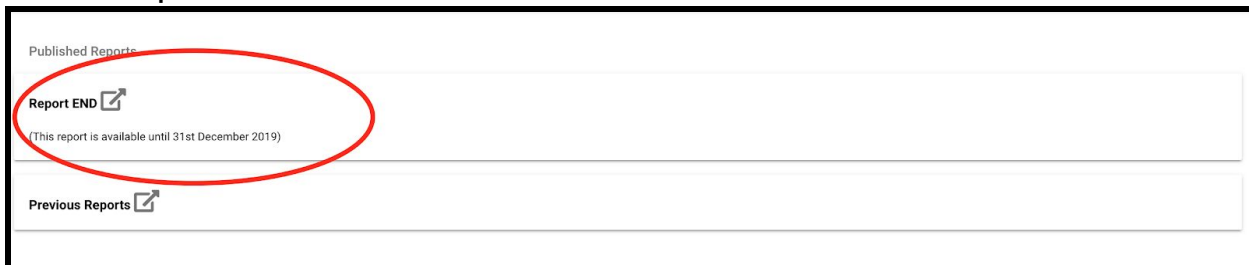 Published Reports
Report END
(This report is available until 31st December 2019)
Previous Reports